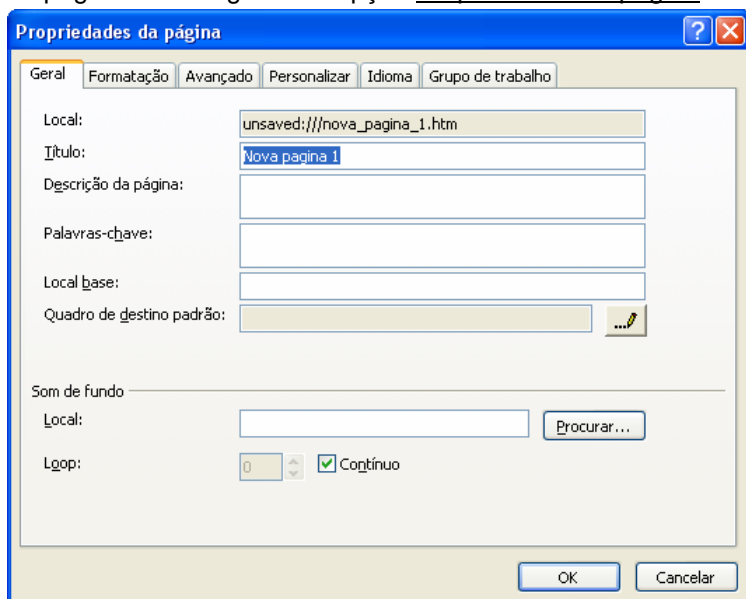 Propriedades da página
Geral Formatação Avançado Personalizar Idioma Grupo de trabalho
Local: unsaved:///nova_pagina_1.htm
Título: Nova pagina 1
Descrição da página:
Palavras-chave:
Local base:
Quadro de destino padrão: ...
Som de fundo
Local: Procurar...
Loop: 0 Contínuo
OK Cancelar